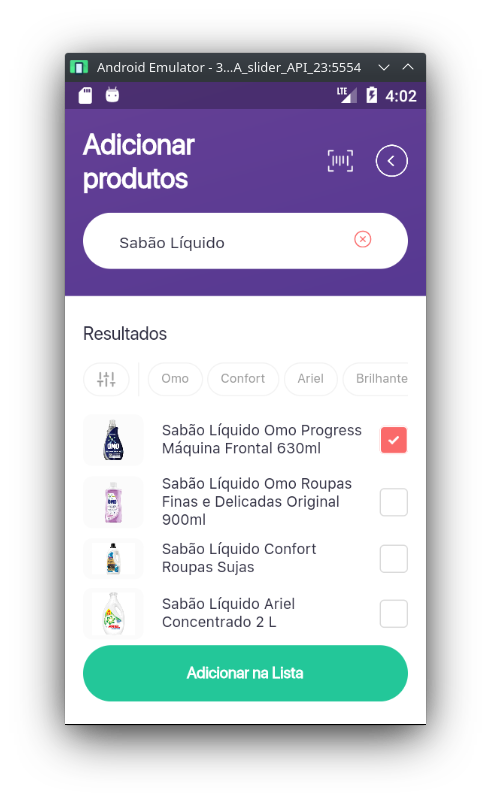 Android Emulator - 3...A_slider_API_23:5554
LTE
4:02
Adicionar
produtos
Sabão Líquido
Resultados
Omo
Confort
Ariel
Brilhante
Sabão Líquido Omo Progress
Máquina Frontal 630ml
Sabão Líquido Omo Roupas
Finas e Delicadas Original
900ml
Sabão Líquido Confort
Roupas Sujas
Sabão Líquido Ariel
Concentrado 2 L
Adicionar na Lista